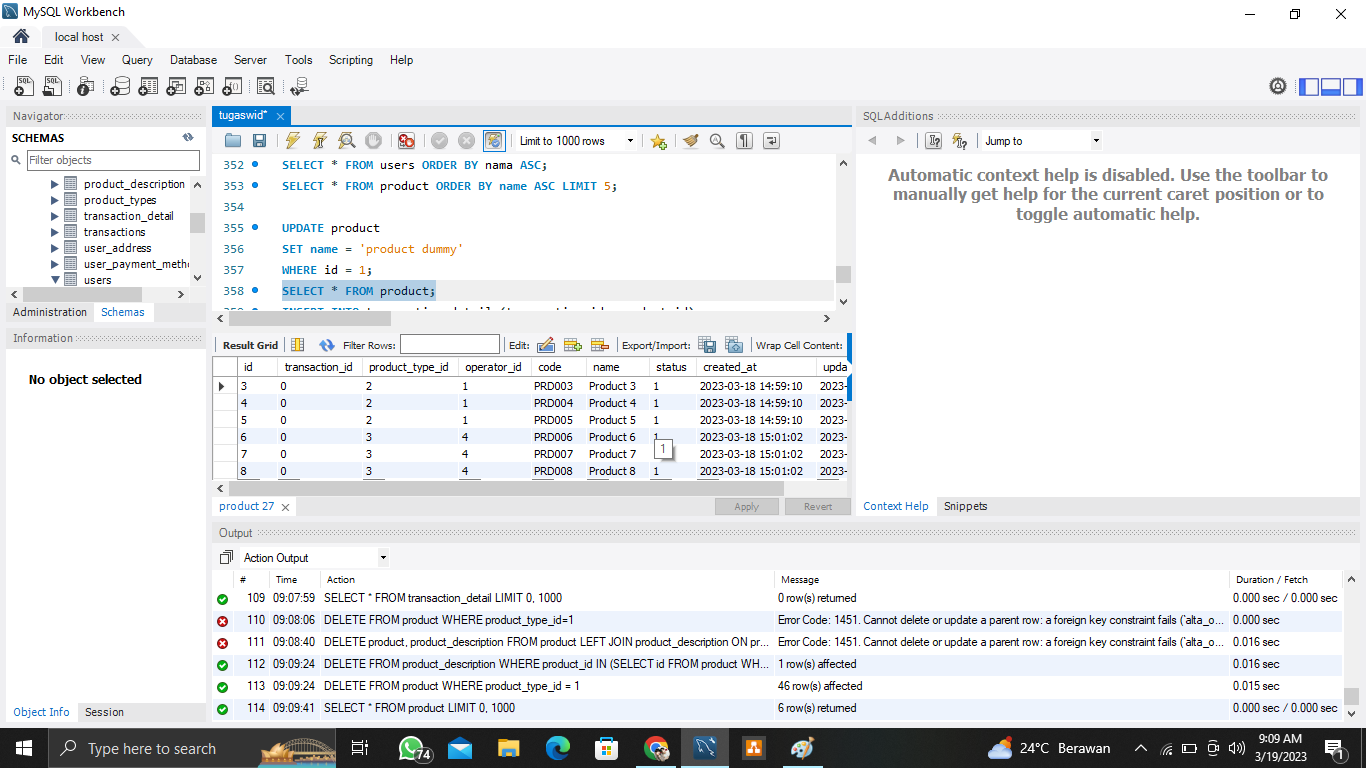 MySQL Workbench
local host
File Edit View Query Database Server Tools Scripting Help
Navigator
SCHEMAS
Filter objects
product_description
product_types
transaction_detail
transactions
user_address
user_payment_meth
users
Administration Schemas
Information
No object selected
Object Info Session
tugaswid*
Limit to 1000 rows
352 SELECT * FROM users ORDER BY nama ASC;
353 SELECT * FROM product ORDER BY name ASC LIMIT 5;
354
355 UPDATE product
356 SET name = 'product dummy'
357 WHERE id = 1;
358 SELECT * FROM product;
Result Grid Filter Rows: Edit: Export/Import: Wrap Cell Content:
id transaction_id product_type_id operator_id code name status created_at upda
3 0 2 1 PRD003 Product 3 1 2023-03-18 14:59:10 2023-
4 0 2 1 PRD004 Product 4 1 2023-03-18 14:59:10 2023-
5 0 2 1 PRD005 Product 5 1 2023-03-18 14:59:10 2023-
6 0 3 4 PRD006 Product 6 1 2023-03-18 15:01:02 2023-
7 0 3 4 PRD007 Product 7 2023-03-18 15:01:02 2023-
8 0 3 4 PRD008 Product 8 1 2023-03-18 15:01:02 2023-
1
product 27
Apply Revert
SQLAdditions
Jump to
Automatic context help is disabled. Use the toolbar to
manually get help for the current caret position or to
toggle automatic help.
Context Help Snippets
Output
Action Output
# Time Action Message Duration / Fetch
109 09:07:59 SELECT * FROM transaction_detail LIMIT 0, 1000 0 row(s) returned 0.000 sec / 0.000 sec
110 09:08:06 DELETE FROM product WHERE product_type_id=1 Error Code: 1451. Cannot delete or update a parent row: a foreign key constraint fails (`alta_o... 0.000 sec
111 09:08:40 DELETE product, product_description FROM product LEFT JOIN product_description ON pr... Error Code: 1451. Cannot delete or update a parent row: a foreign key constraint fails (`alta_o... 0.016 sec
112 09:09:24 DELETE FROM product_description WHERE product_id IN (SELECT id FROM product WH... 1 row(s) affected 0.016 sec
113 09:09:24 DELETE FROM product WHERE product_type_id = 1 46 row(s) affected 0.015 sec
114 09:09:41 SELECT * FROM product LIMIT 0, 1000 6 row(s) returned 0.000 sec / 0.000 sec
Type here to search
74
24°C Berawan
9:09 AM
3/19/2023
1